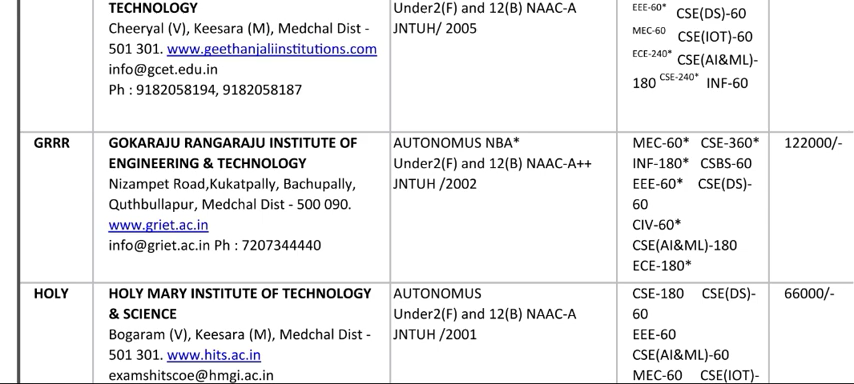 TECHNOLOGY
Cheeryal (V), Keesara (M), Medchal Dist -
501 301. www.geethanjaliinstitutions.com
info@gcet.edu.in
Ph : 9182058194, 9182058187
Under2(F) and 12(B) NAAC-A
JNTUH/ 2005
EEE-60* CSE(DS)-60
MEC-60 CSE(IOT)-60
ECE-240* CSE(AI&ML)-
180 CSE-240* INF-60
GRRR
GOKARAJU RANGARAJU INSTITUTE OF
ENGINEERING & TECHNOLOGY
Nizampet Road,Kukatpally, Bachupally,
Quthbullapur, Medchal Dist - 500 090.
www.griet.ac.in
info@griet.ac.in Ph : 7207344440
AUTONOMUS NBA*
Under2(F) and 12(B) NAAC-A++
JNTUH /2002
MEC-60* CSE-360*
INF-180* CSBS-60
EEE-60* CSE(DS)-
60
CIV-60*
CSE(AI&ML)-180
ECE-180*
122000/-
HOLY
HOLY MARY INSTITUTE OF TECHNOLOGY
& SCIENCE
Bogaram (V), Keesara (M), Medchal Dist -
501 301. www.hits.ac.in
examshitscoe@hmgi.ac.in
AUTONOMUS
Under2(F) and 12(B) NAAC-A
JNTUH /2001
CSE-180 CSE(DS)-
60
EEE-60
CSE(AI&ML)-60
MEC-60 CSE(IOT)-
66000/-